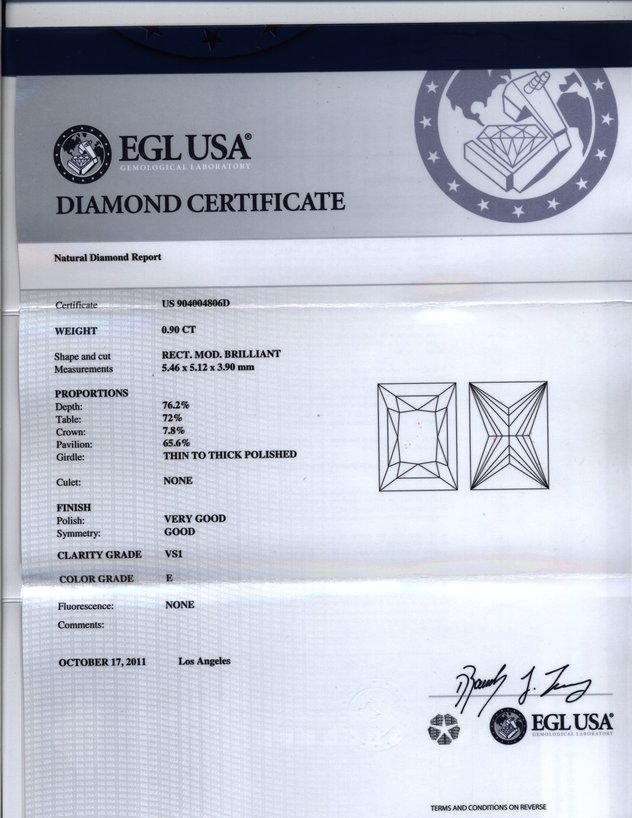 EGL USA®
GEMOLOGICAL LABORATORY
DIAMOND CERTIFICATE
Natural Diamond Report
Certificate US 904004806D
WEIGHT 0.90 CT
Shape and cut RECT. MOD. BRILLIANT
Measurements 5.46 x 5.12 x 3.90 mm
PROPORTIONS
Depth: 76.2%
Table: 72%
Crown: 7.8%
Pavilion: 65.6%
Girdle: THIN TO THICK POLISHED
Culet: NONE
FINISH
Polish: VERY GOOD
Symmetry: GOOD
CLARITY GRADE VS1
COLOR GRADE E
Fluorescence: NONE
Comments:
OCTOBER 17, 2011 Los Angeles
EGL USA®
GEMOLOGICAL LABORATORY
TERMS AND CONDITIONS ON REVERSE